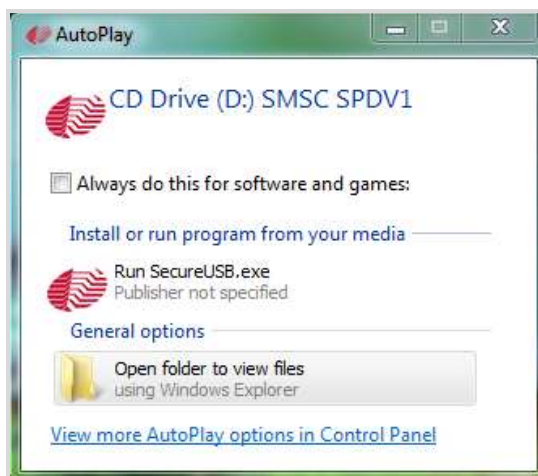 AutoPlay
CD Drive (D:) SMSC SPDV1
Always do this for software and games:
Install or run program from your media
Run SecureUSB.exe
Publisher not specified
General options
Open folder to view files
using Windows Explorer
View more AutoPlay options in Control Panel